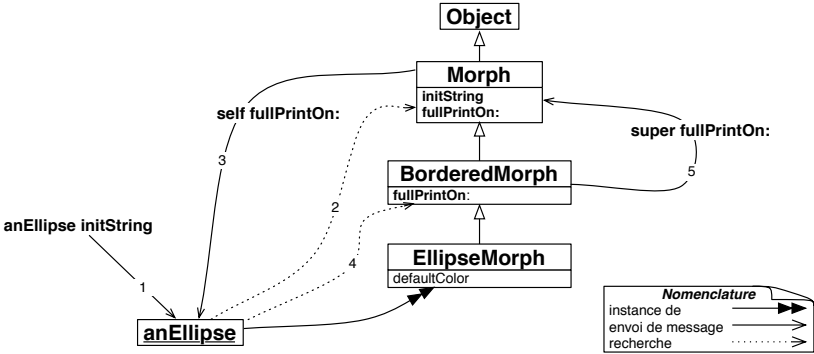 Object
Morph
initString
fullPrintOn:
self fullPrintOn:
super fullPrintOn:
3
BorderedMorph
fullPrintOn:
5
2
anEllipse initString
4
EllipseMorph
defaultColor
1
anEllipse
Nomenclature
instance de
envoi de message
recherche